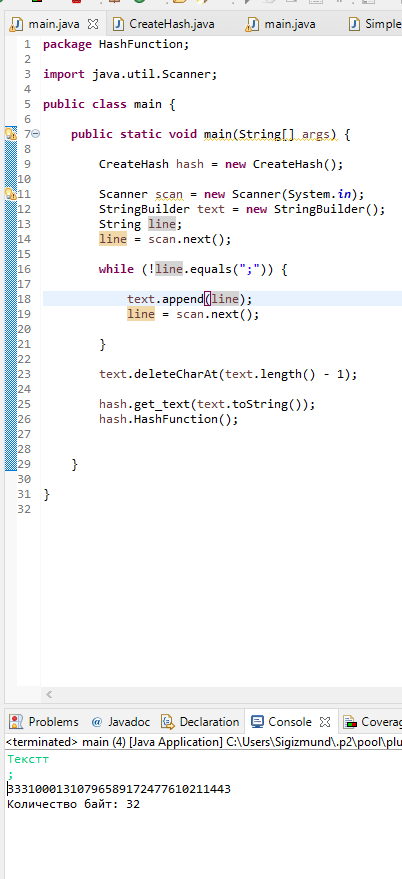 main.java CreateHash.java main.java Simple
1 package HashFunction;
2
3 import java.util.Scanner;
4
5 public class main {
6
7 public static void main(String[] args) {
8
9 CreateHash hash = new CreateHash();
10
11 Scanner scan = new Scanner(System.in);
12 StringBuilder text = new StringBuilder();
13 String line;
14 line = scan.next();
15
16 while (!line.equals(";")) {
17
18 text.append(line);
19 line = scan.next();
20
21 }
22
23 text.deleteCharAt(text.length() - 1);
24
25 hash.get_text(text.toString());
26 hash.HashFunction();
27
28
29 }
30
31 }
32
Problems Javadoc Declaration Console Coverag
<terminated> main (4) [Java Application] C:\Users\Sigizmund\.p2\pool\plu
Тексtт
;
33310001310796589172477610211443
Количество байт: 32